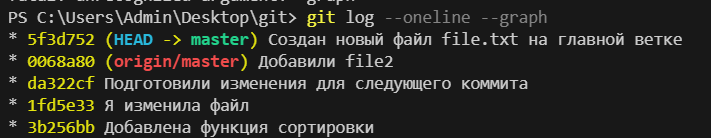 PS C:\Users\Admin\Desktop\git> git log --oneline --graph
* 5f3d752 (HEAD -> master) Создан новый файл file.txt на главной ветке
* 0068a80 (origin/master) Добавили file2
* da322cf Подготовили изменения для следующего коммита
* 1fd5e33 Я изменила файл
* 3b256bb Добавлена функция сортировки